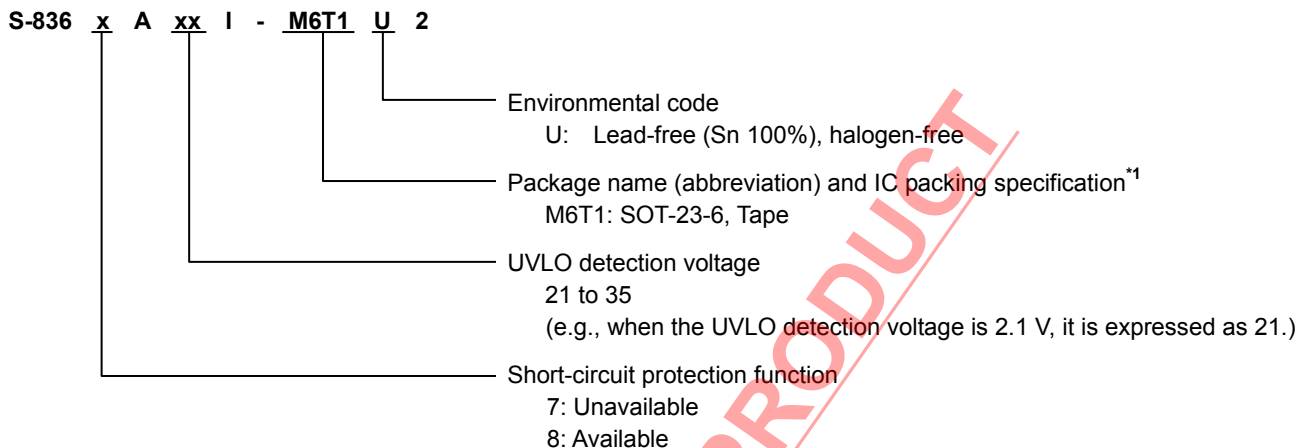 S-836 x A xx I - M6T1 U 2
Environmental code
U: Lead-free (Sn 100%), halogen-free
Package name (abbreviation) and IC packing specification*1
M6T1: SOT-23-6, Tape
UVLO detection voltage
21 to 35
(e.g., when the UVLO detection voltage is 2.1 V, it is expressed as 21.)
Short-circuit protection function
7: Unavailable
8: Available
PRODUCT